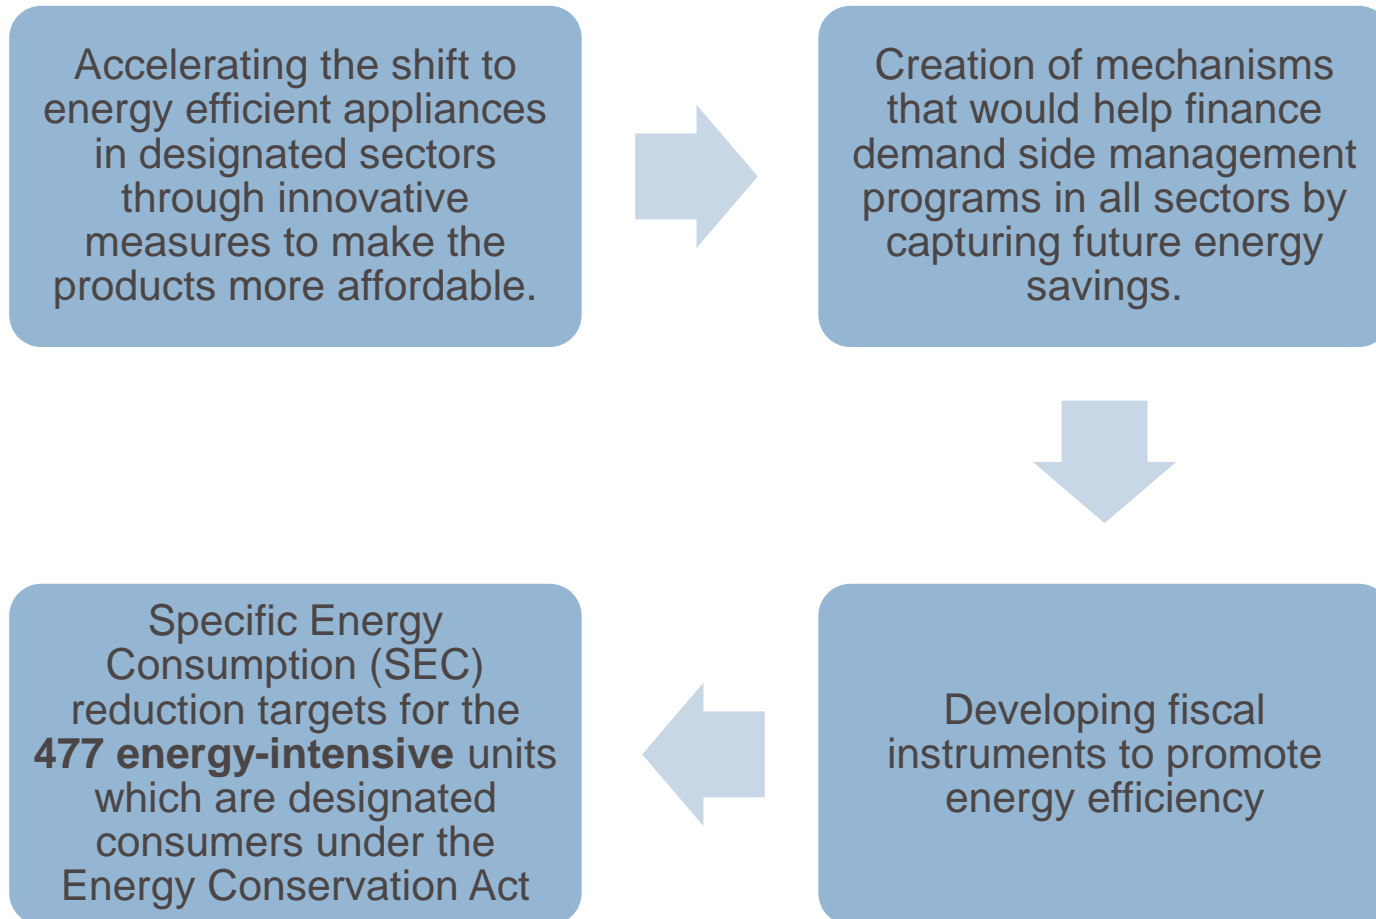 Accelerating the shift to
energy efficient appliances
in designated sectors
through innovative
measures to make the
products more affordable.
Creation of mechanisms
that would help finance
demand side management
programs in all sectors by
capturing future energy
savings.
Developing fiscal
instruments to promote
energy efficiency
Specific Energy
Consumption (SEC)
reduction targets for the
477 energy-intensive units
which are designated
consumers under the
Energy Conservation Act